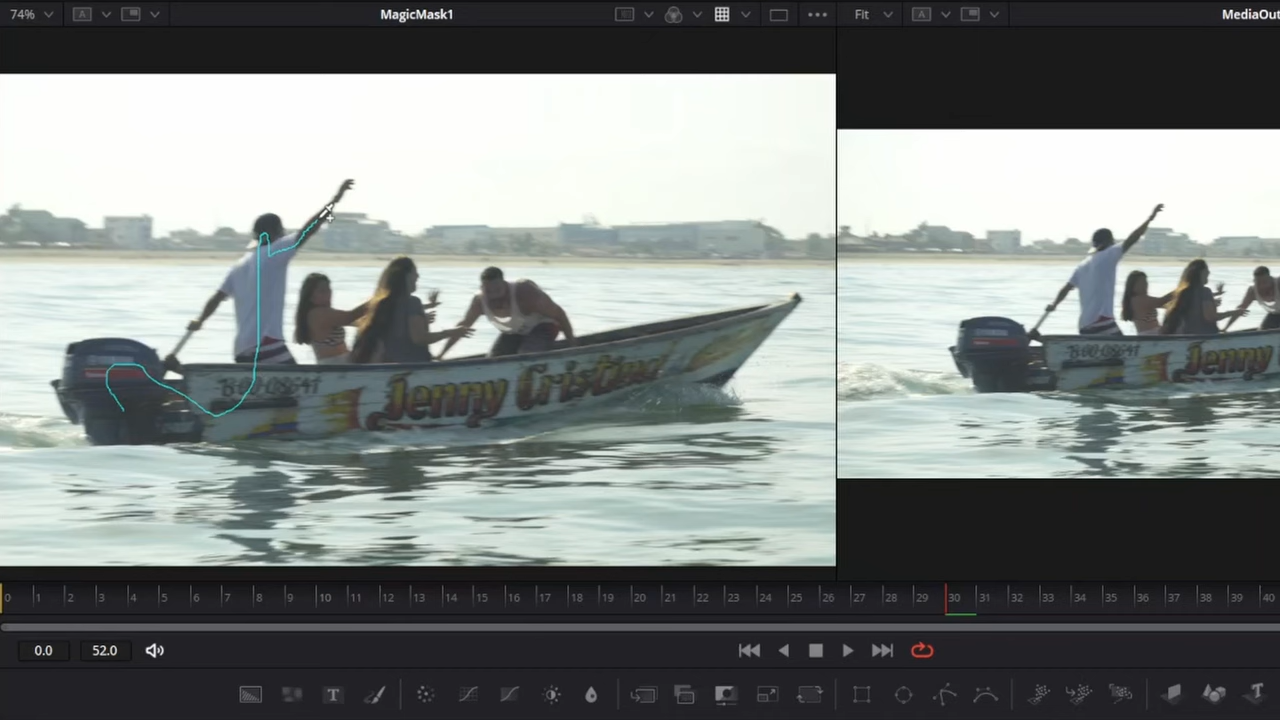 74%
A
MagicMask1
Fit
A
MediaOut
Jenny Cristina
Jenny
0 1 2 3 4 5 6 7 8 9 10 11 12 13 14 15 16 17 18 19 20 21 22 23 24 25 26 27 28 29 30 31 32 33 34 35 36 37 38 39 40
0.0
52.0
T
T